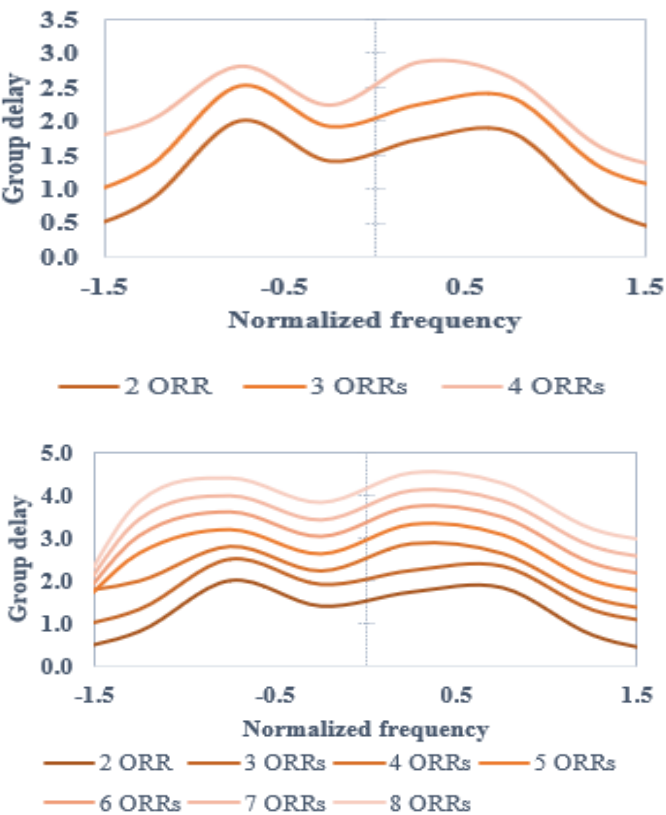 3.5
3.0
2.5
2.0
1.5
1.0
0.5
0.0
Group delay
-1.5 -0.5 0.5 1.5
Normalized frequency
2 ORR 3 ORRs 4 ORRs
5.0
4.0
3.0
2.0
1.0
0.0
Group delay
-1.5 -0.5 0.5 1.5
Normalized frequency
2 ORR 3 ORRs 4 ORRs 5 ORRs
6 ORRs 7 ORRs 8 ORRs